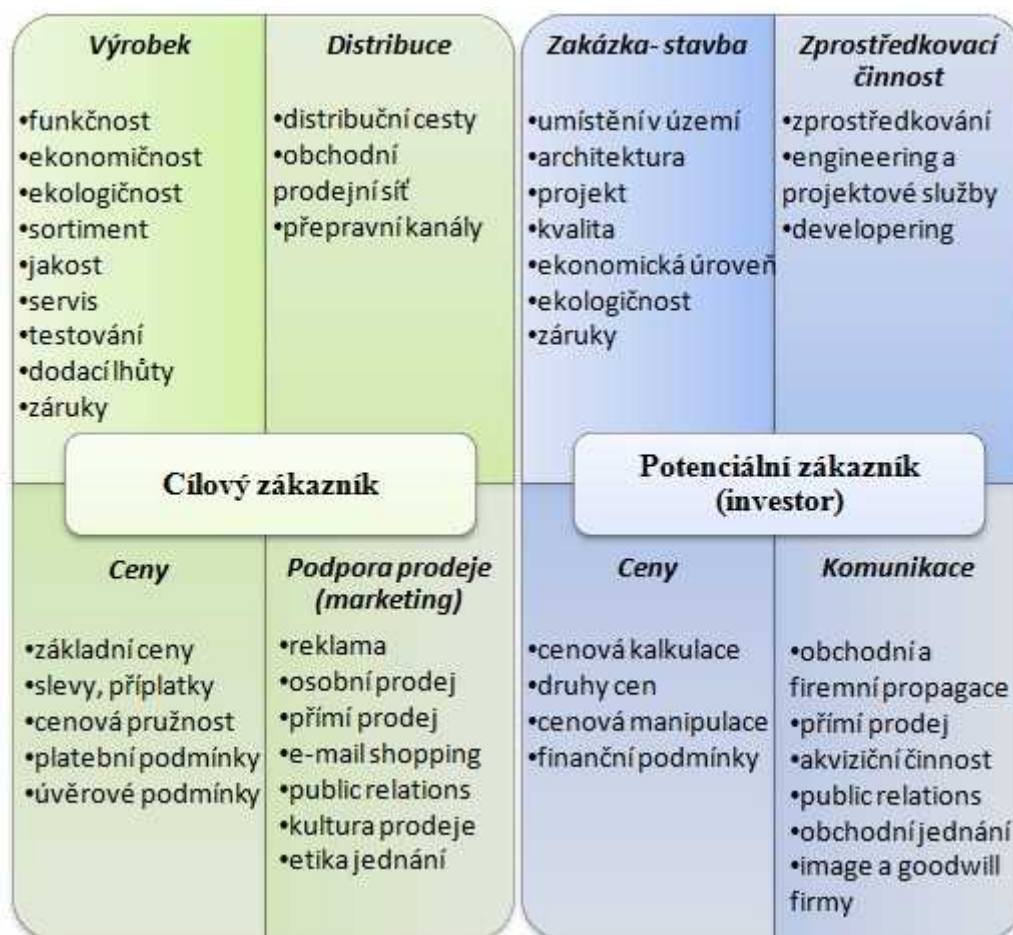 Výrobek
•funkčnost
•ekonomičnost
•ekologičnost
•sortiment
•jakost
•servis
•testování
•dodací lhůty
•záruky
Distribuce
•distribuční cesty
•obchodní
prodejní síť
•přepravní kanály
Cílový zákazník
Ceny
•základní ceny
•slevy, příplatky
•cenová pružnost
•platební podmínky
•úvěrové podmínky
Podpora prodeje
(marketing)
•reklama
•osobní prodej
•přímí prodej
•e-mail shopping
•public relations
•kultura prodeje
•etika jednání
Zakázka- stavba
•umístění v území
•architektura
•projekt
•kvalita
•ekonomická úroveň
•ekologičnost
•záruky
Zprostředkovací
činnost
•zprostředkování
•engineering a
projektové služby
•developering
Potenciální zákazník
(investor)
Ceny
•cenová kalkulace
•druhy cen
•cenová manipulace
•finanční podmínky
Komunikace
•obchodní a
firemní propagace
•přímí prodej
•akviziční činnost
•public relations
•obchodní jednání
•image a goodwill
firmy